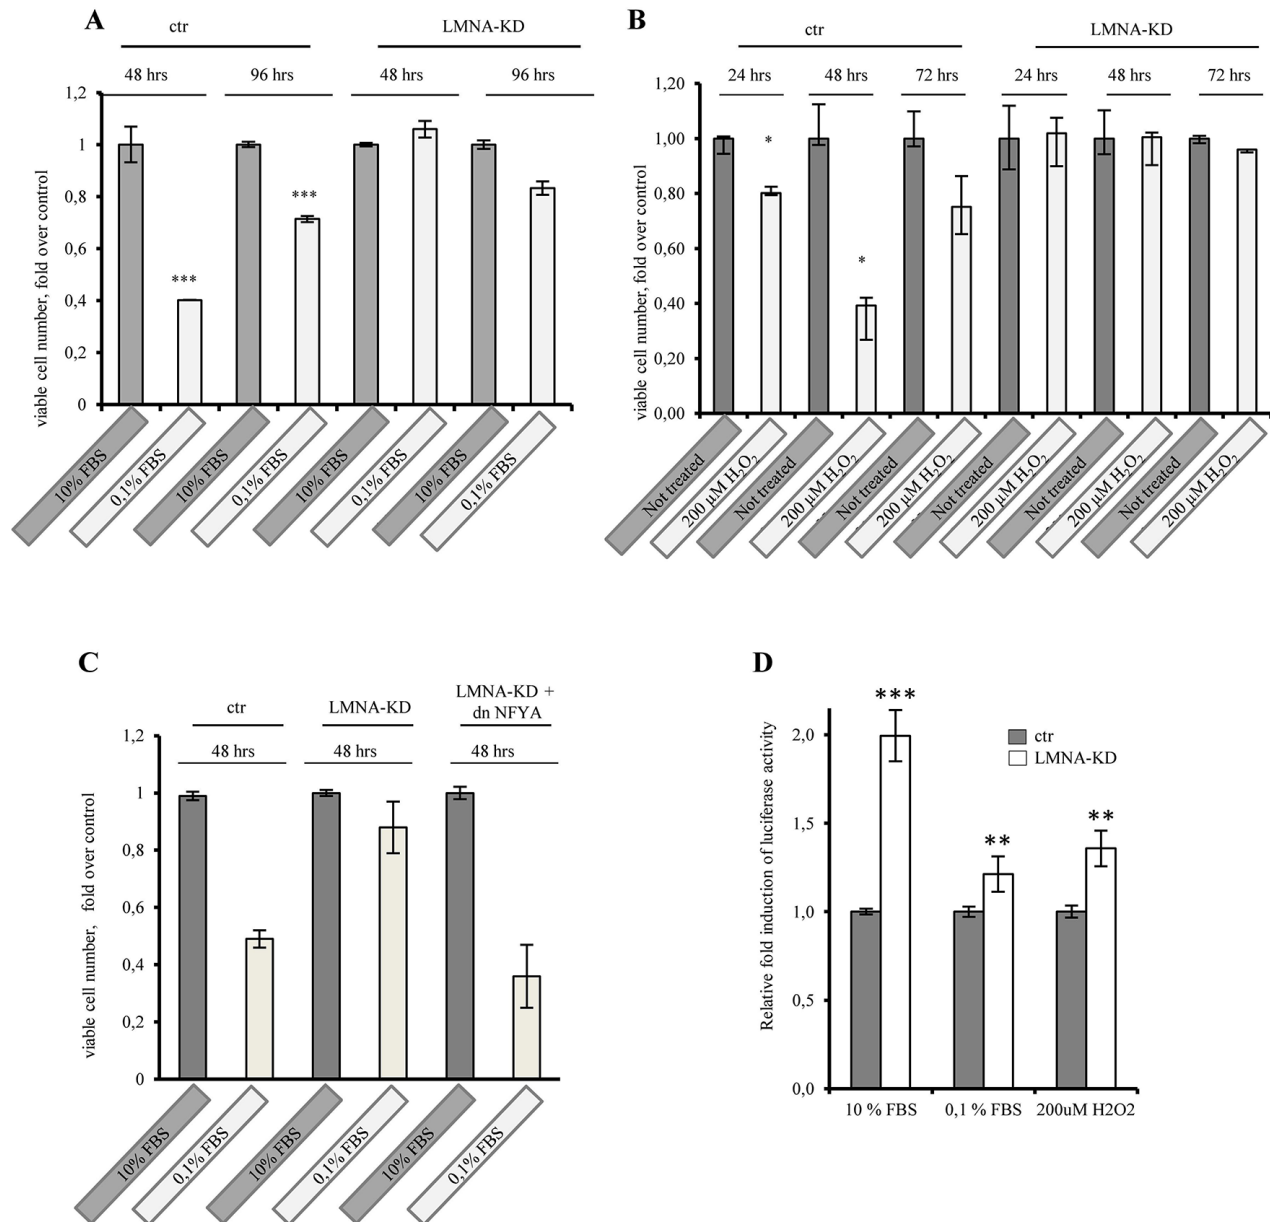 A
ctr
LMNA-KD
48 hrs
96 hrs
48 hrs
96 hrs
viable cell number, fold over control
1,2
1
0,8
0,6
0,4
0,2
0
***
***
10% FBS
0,1% FBS
10% FBS
0,1% FBS
10% FBS
0,1% FBS
10% FBS
0,1% FBS
B
ctr
LMNA-KD
24 hrs
48 hrs
72 hrs
24 hrs
48 hrs
72 hrs
viable cell number, fold over control
1,20
1,00
0,80
0,60
0,40
0,20
0,00
*
*
Not treated
200 µM H₂O₂
Not treated
200 µM H₂O₂
Not treated
200 µM H₂O₂
Not treated
200 µM H₂O₂
Not treated
200 µM H₂O₂
Not treated
200 µM H₂O₂
C
ctr
LMNA-KD
LMNA-KD +
dn NFYA
48 hrs
48 hrs
48 hrs
viable cell number, fold over control
1,2
1
0,8
0,6
0,4
0,2
0
10% FBS
0,1% FBS
10% FBS
0,1% FBS
10% FBS
0,1% FBS
D
Relative fold induction of luciferase activity
2,0
1,5
1,0
0,5
0,0
***
**
**
ctr
LMNA-KD
10 % FBS
0,1 % FBS
200uM H2O2